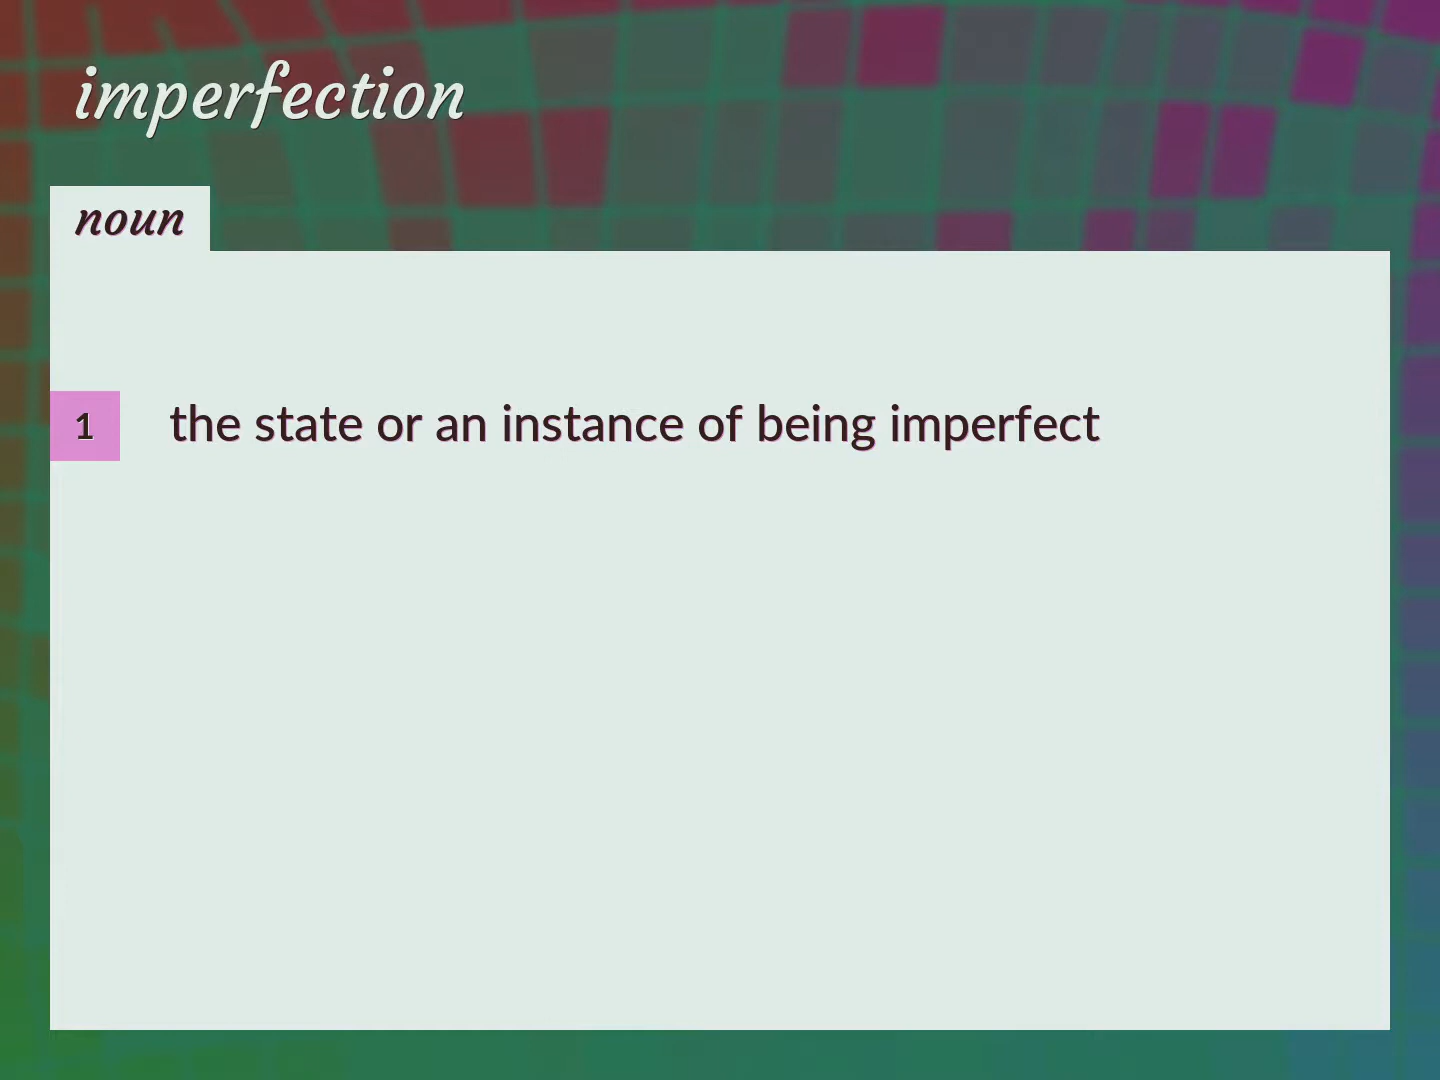 imperfection
noun
1 the state or an instance of being imperfect